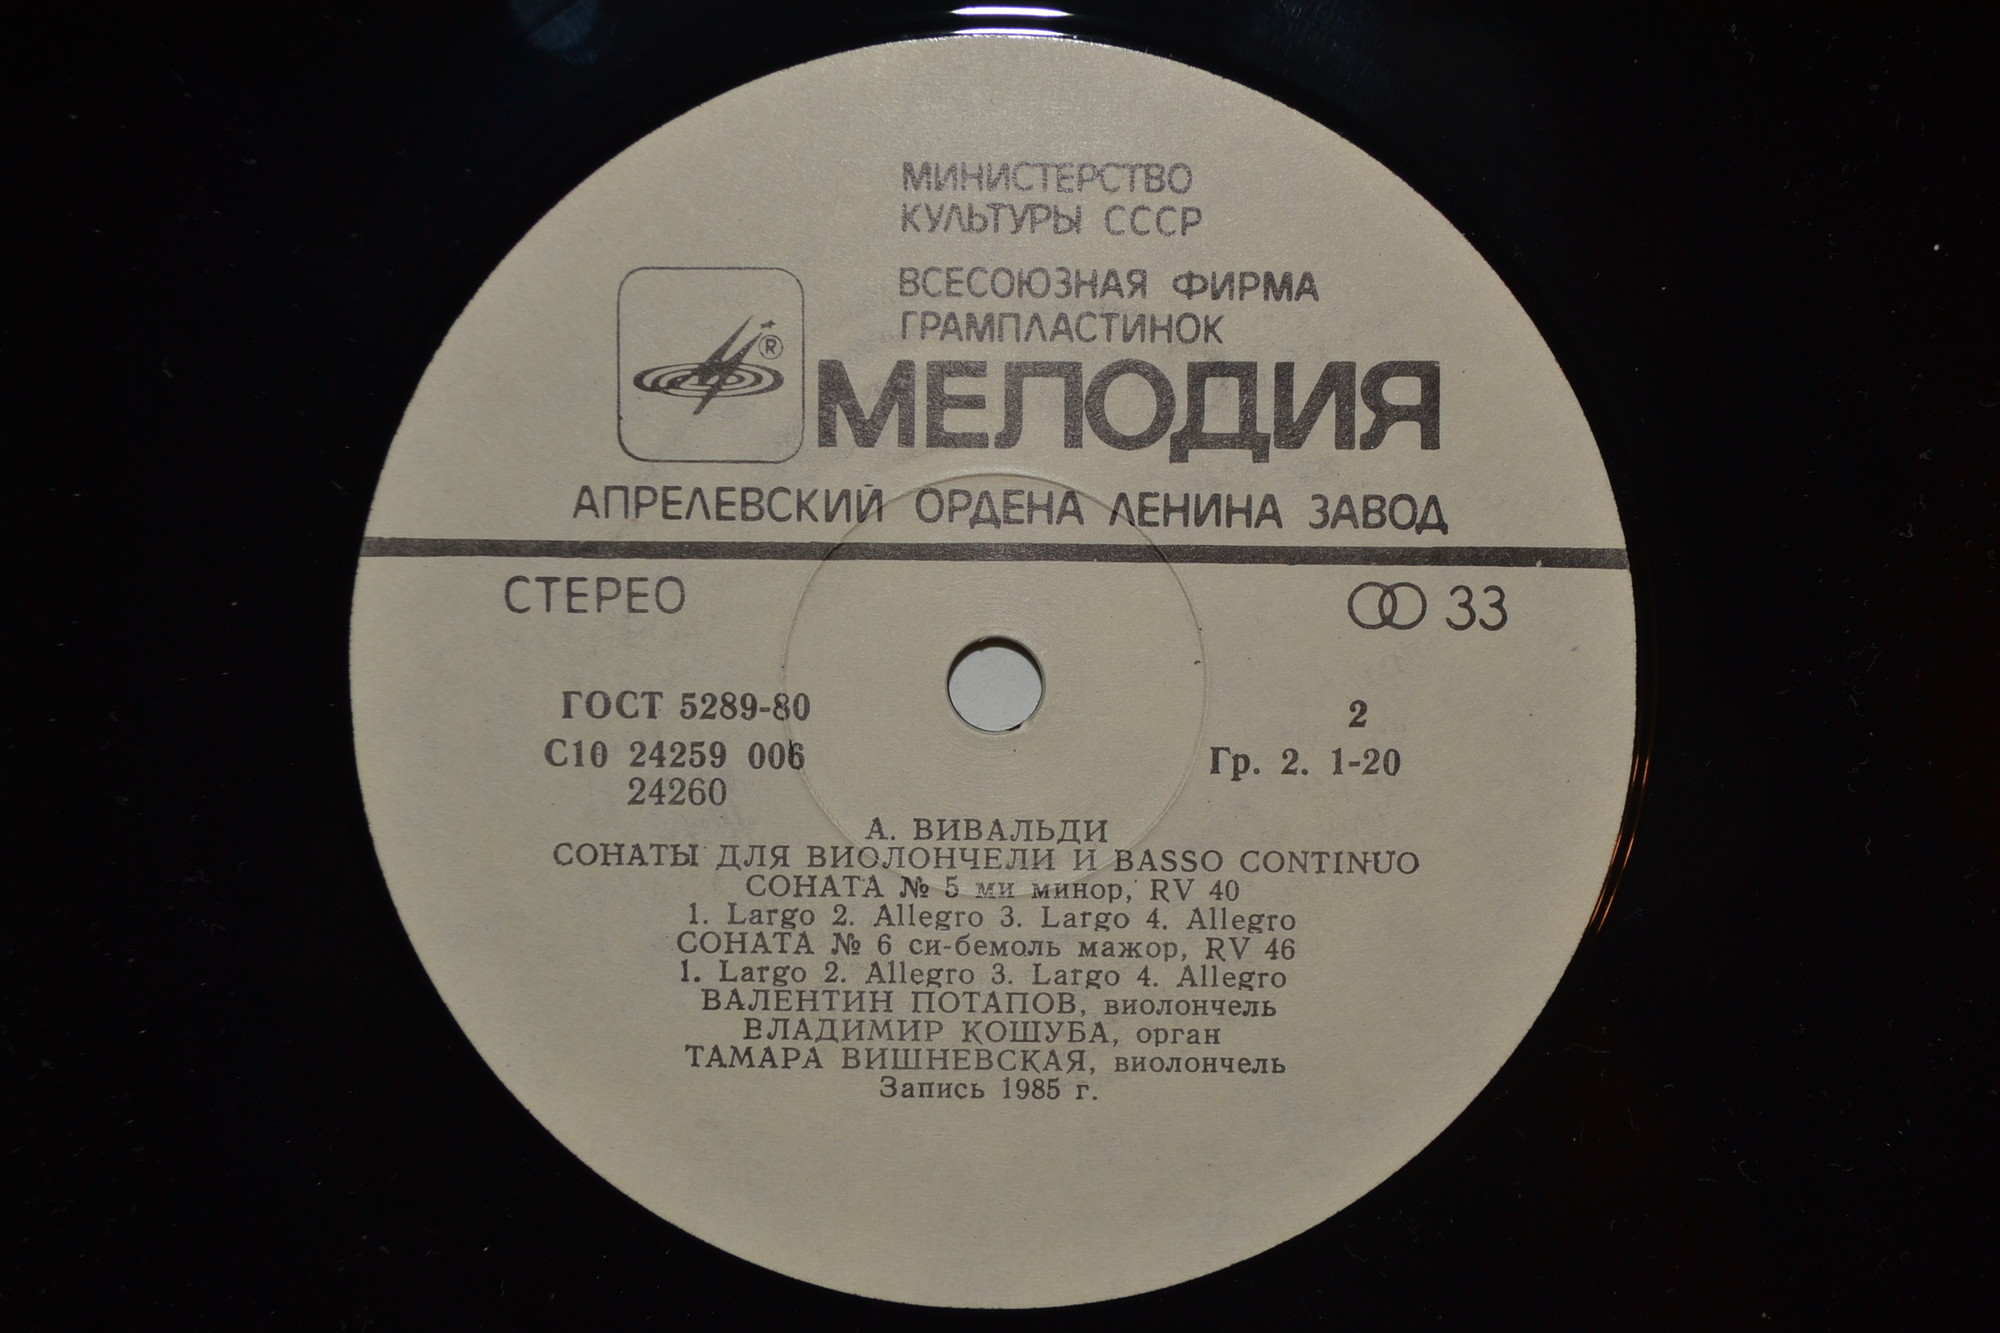 МИНИСТЕРСТВО
КУЛЬТУРЫ СССР
ВСЕСОЮЗНАЯ ФИРМА
ГРАМПЛАСТИНОК
®
МЕЛОДИЯ
АПРЕЛЕВСКИЙ ОРДЕНА ЛЕНИНА ЗАВОД
СТЕРЕО
33
ГОСТ 5289-80
2
С10 24259 006
Гр. 2. 1-20
24260
А. ВИВАЛЬДИ
СОНАТЫ ДЛЯ ВИОЛОНЧЕЛИ И BASSO CONTINUO
СОНАТА № 5 ми минор, RV 40
1. Largo 2. Allegro 3. Largo 4. Allegro
СОНАТА № 6 си-бемоль мажор, RV 46
1. Largo 2. Allegro 3. Largo 4. Allegro
ВАЛЕНТИН ПОТАПОВ, виолончель
ВЛАДИМИР КОШУБА, орган
ТАМАРА ВИШНЕВСКАЯ, виолончель
Запись 1985 г.